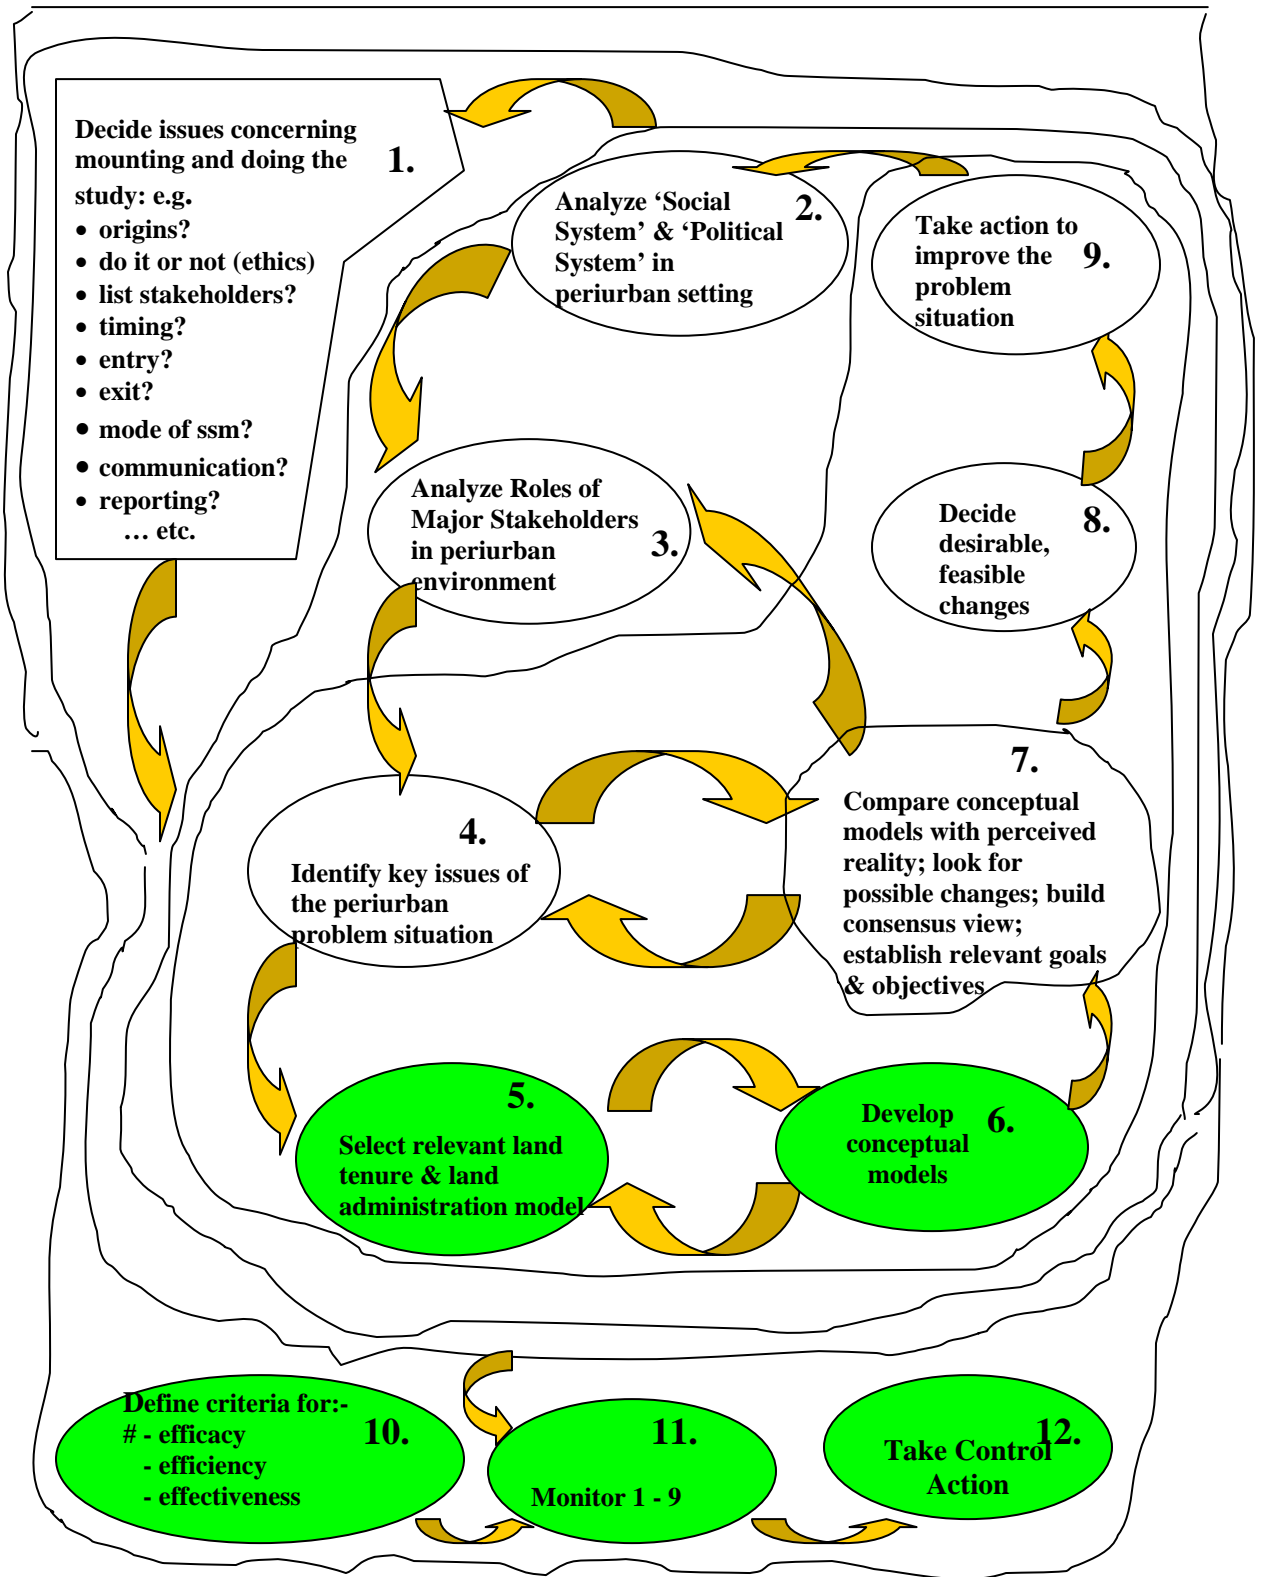 Decide issues concerning
mounting and doing the
study: e.g.
1.
• origins?
• do it or not (ethics)
• list stakeholders?
• timing?
• entry?
• exit?
• mode of ssm?
• communication?
• reporting?
… etc.
Analyze ‘Social
System’ & ‘Political
System’ in
periurban setting
2.
Analyze Roles of
Major Stakeholders
in periurban
environment
3.
4.
Identify key issues of
the periurban
problem situation
5.
Select relevant land
tenure & land
administration model
Develop
conceptual
models
6.
7.
Compare conceptual
models with perceived
reality; look for
possible changes; build
consensus view;
establish relevant goals
& objectives
Decide
desirable,
feasible
changes
8.
Take action to
improve the
problem
situation
9.
Define criteria for:-
# - efficacy
- efficiency
- effectiveness
10.
11.
Monitor 1 - 9
12.
Take Control
Action